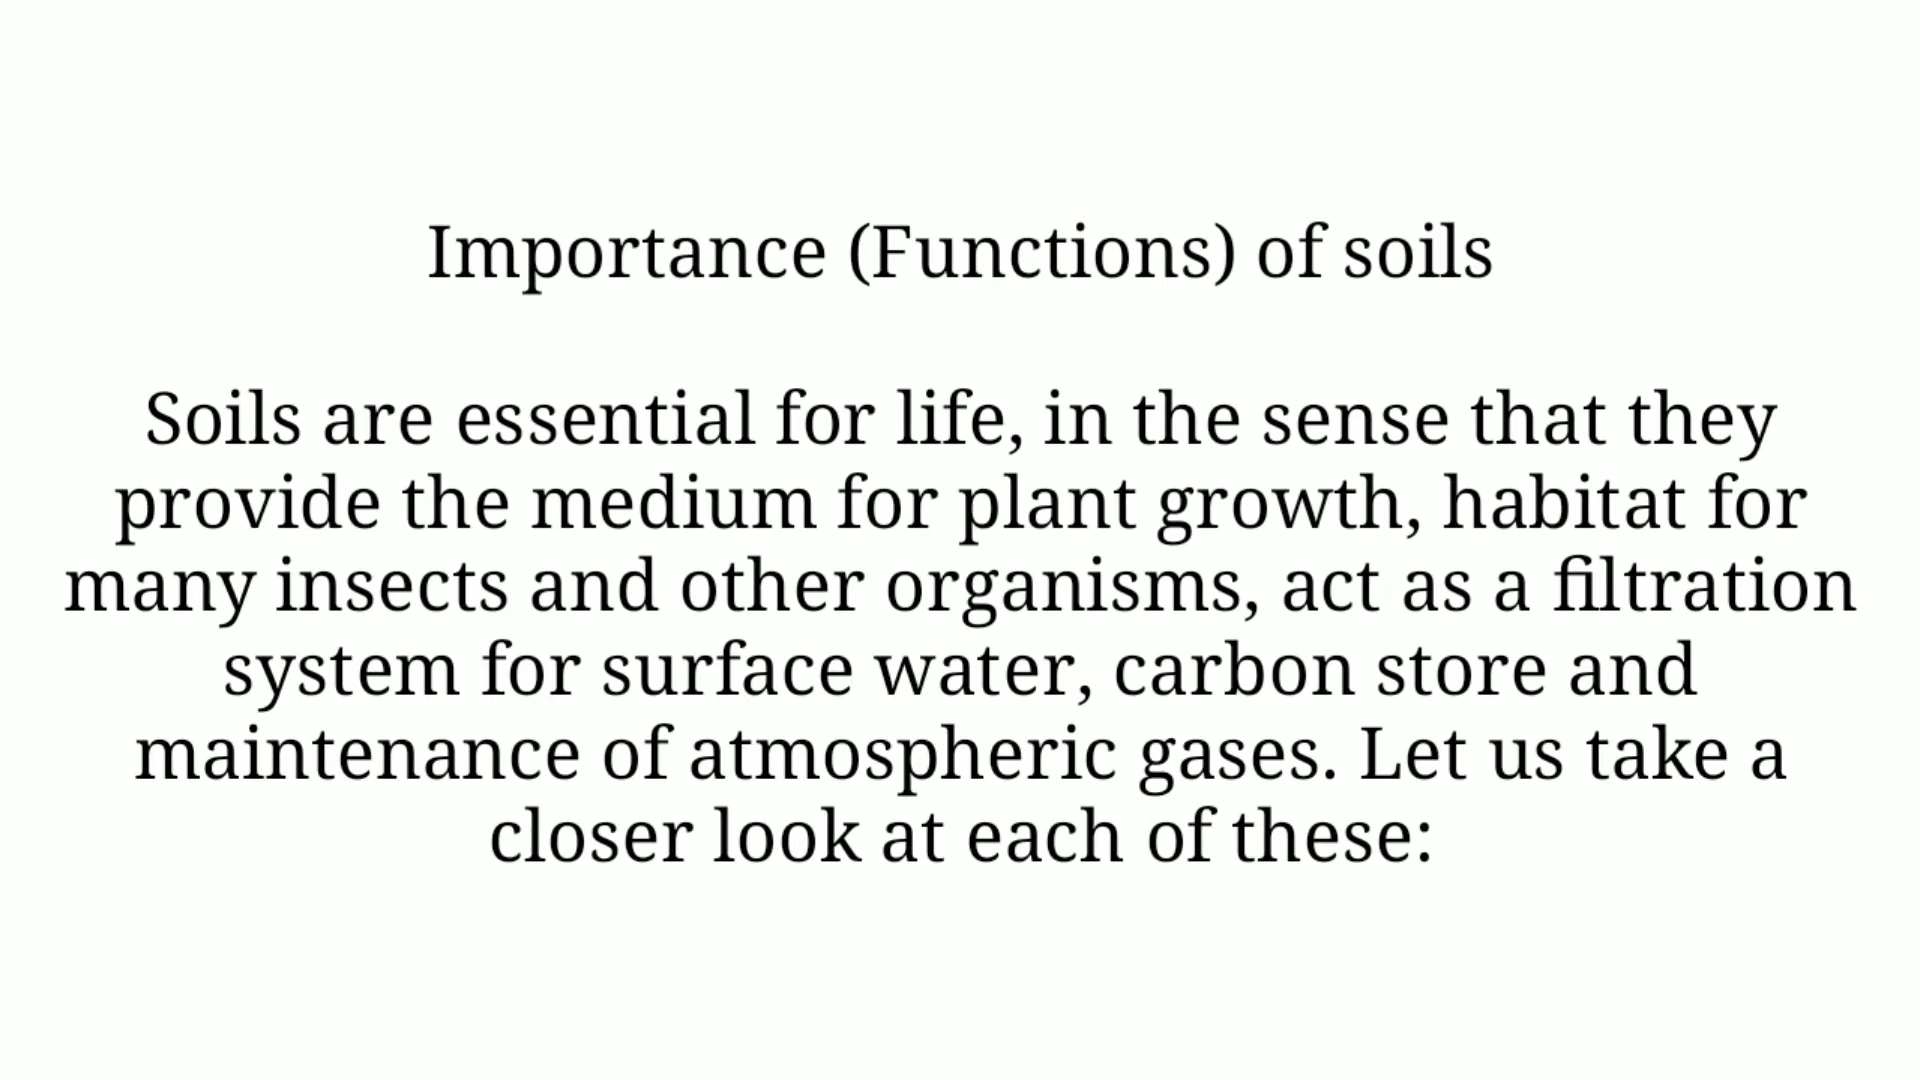 Importance (Functions) of soils
Soils are essential for life, in the sense that they
provide the medium for plant growth, habitat for
many insects and other organisms, act as a filtration
system for surface water, carbon store and
maintenance of atmospheric gases. Let us take a
closer look at each of these: